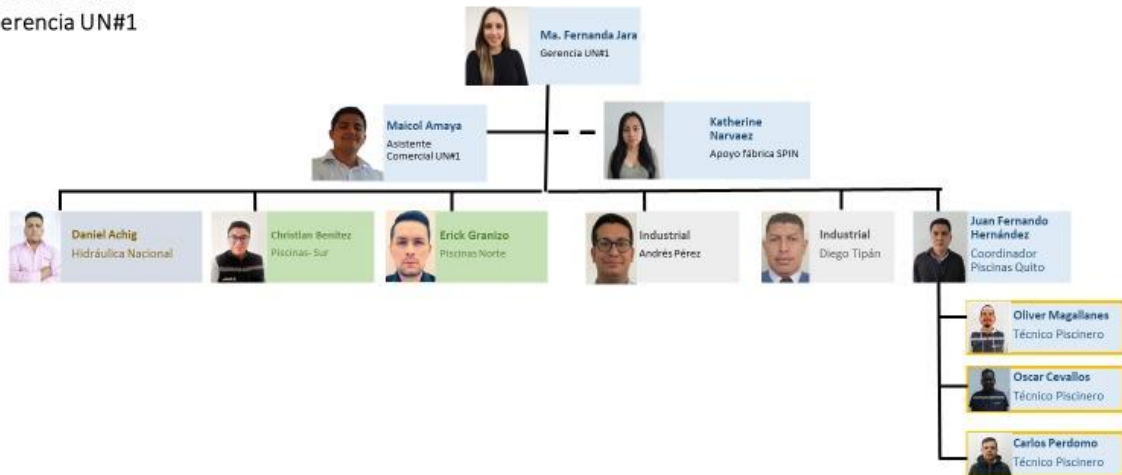 erencia UN#1
Ma. Fernanda Jara
Gerencia UN#1
Maicol Amaya
Asistente
Comercial UN#1
Katherine
Narvaez
Apoyo fábrica SPIN
Daniel Achig
Hidráulica Nacional
Christian Benítez
Piscinas- Sur
Erick Granizo
Piscinas Norte
Industrial
Andrés Pérez
Industrial
Diego Tipán
Juan Fernando
Hernández
Coordinador
Piscinas Quito
Oliver Magallanes
Técnico Piscinero
Oscar Cevallos
Técnico Piscinero
Carlos Perdomo
Técnico Piscinero